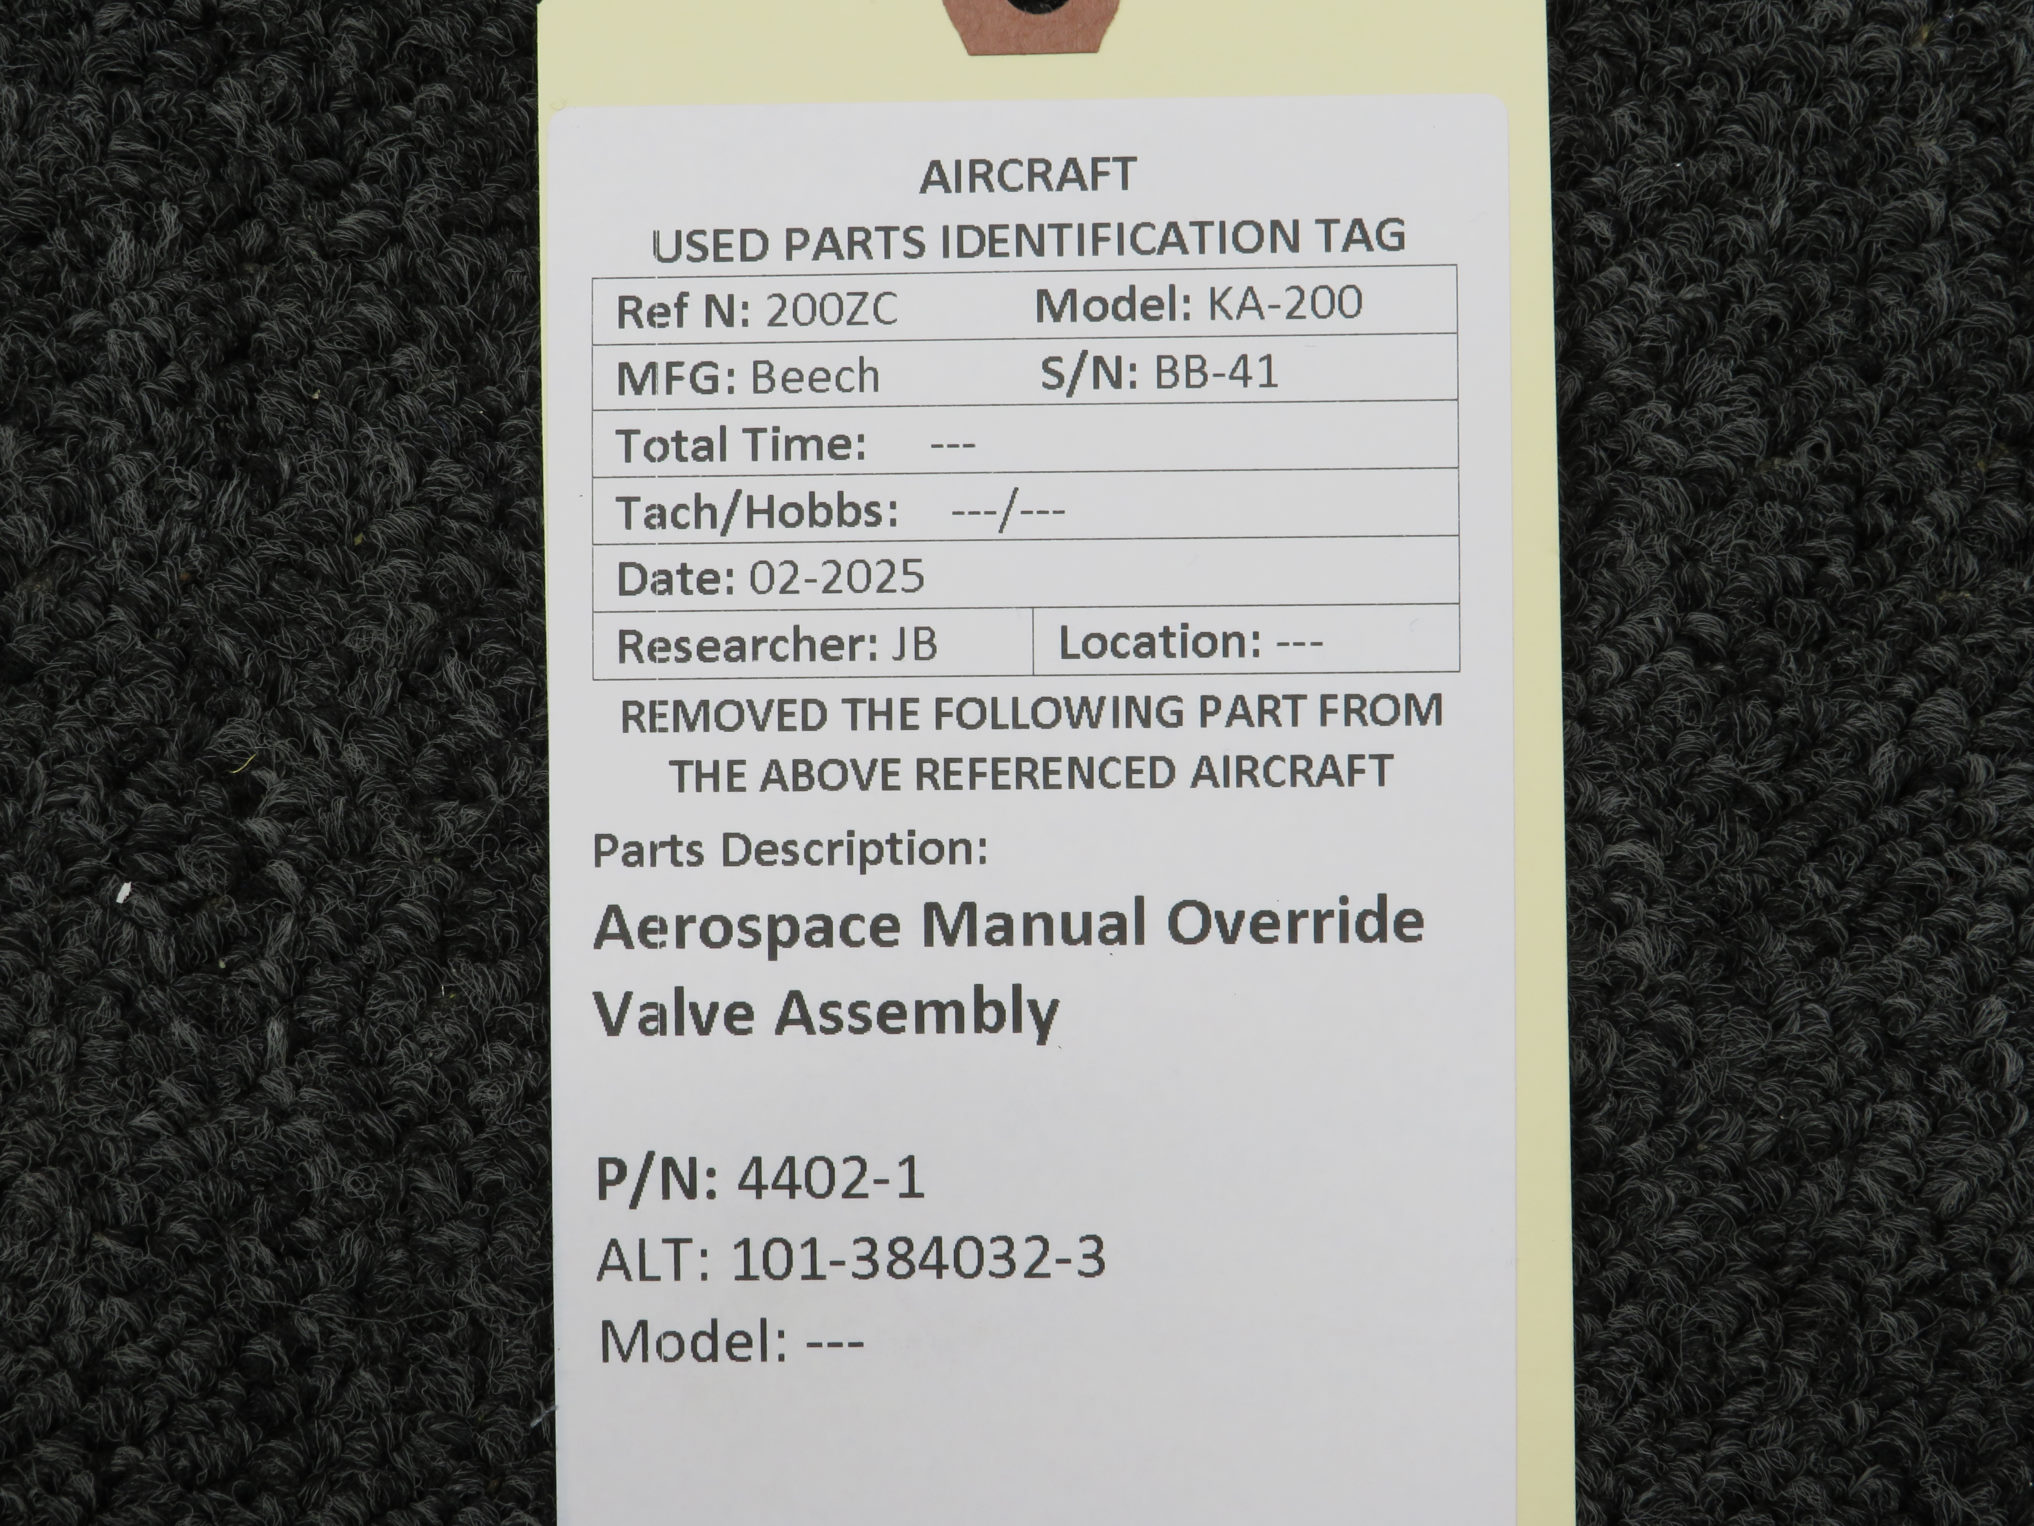 AIRCRAFT
USED PARTS IDENTIFICATION TAG
Ref N: 200ZC Model: KA-200
MFG: Beech S/N: BB-41
Total Time: ---
Tach/Hobbs: ---/---
Date: 02-2025
Researcher: JB Location: ---
REMOVED THE FOLLOWING PART FROM
THE ABOVE REFERENCED AIRCRAFT
Parts Description:
Aerospace Manual Override
Valve Assembly
P/N: 4402-1
ALT: 101-384032-3
Model: ---